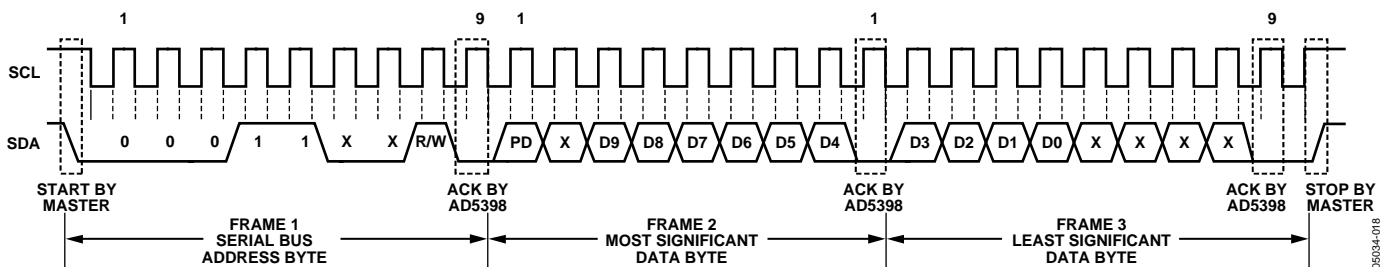 1 9 1 1 9
SCL
SDA 0 0 0 1 1 X X R/W PD X D9 D8 D7 D6 D5 D4 D3 D2 D1 D0 X X X X
START BY
MASTER
ACK BY
AD5398
ACK BY
AD5398
ACK BY
AD5398
STOP BY
MASTER
FRAME 1
SERIAL BUS
ADDRESS BYTE
FRAME 2
MOST SIGNIFICANT
DATA BYTE
FRAME 3
LEAST SIGNIFICANT
DATA BYTE
05034-018